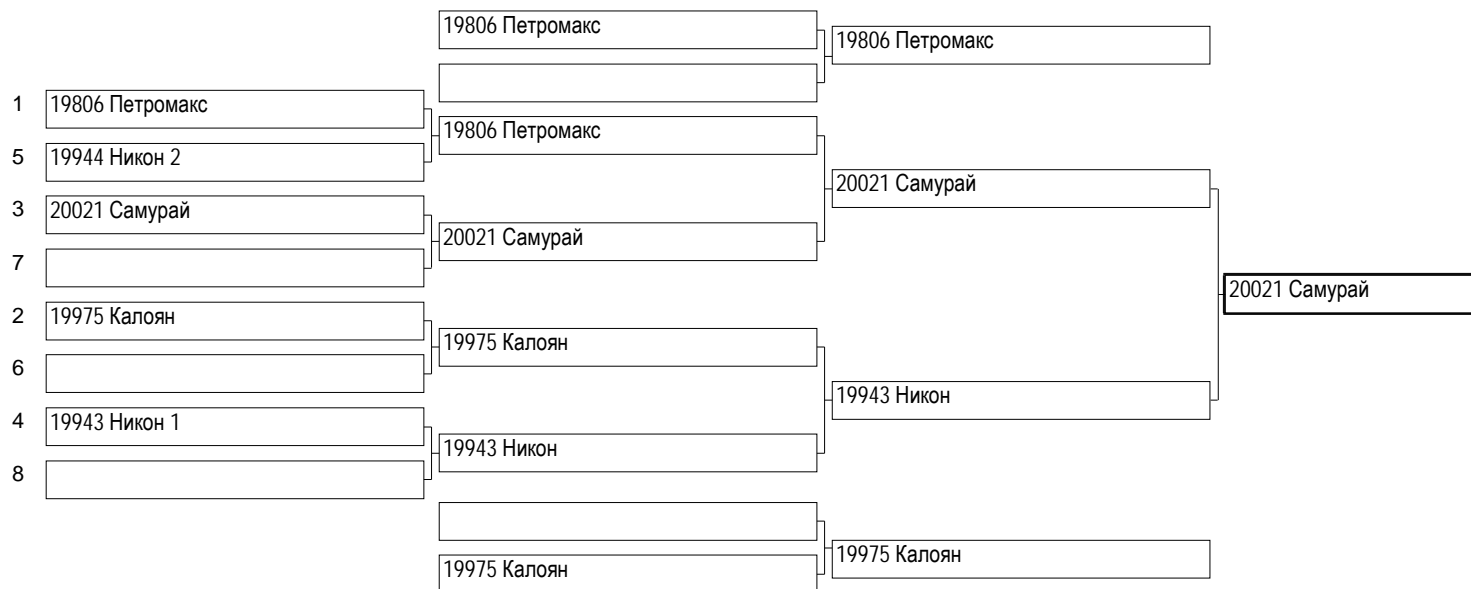 19806 Петромакс
19806 Петромакс
1 19806 Петромакс
19806 Петромакс
5 19944 Никон 2
20021 Самурай
3 20021 Самурай
20021 Самурай
7
20021 Самурай
2 19975 Калоян
19975 Калоян
6
19943 Никон
4 19943 Никон 1
19943 Никон
8
19975 Калоян
19975 Калоян